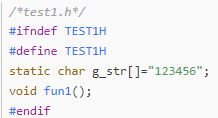 /*test1.h*/
#ifndef TEST1H
#define TEST1H
static char g_str[]="123456";
void fun1();
#endif